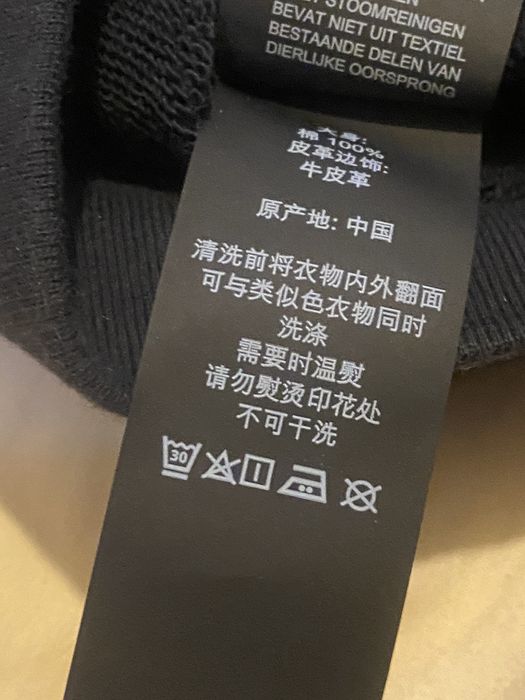 STOOMREINIGEN
BEVAT NIET UIT TEXTIEL
BESTAANDE DELEN VAN
DIERLIJKE OORSPRONG
大身:
棉 100%
皮革边饰:
牛皮革
原产地: 中国
清洗前将衣物内外翻面
可与类似色衣物同时
洗涤
需要时温熨
请勿熨烫印花处
不可干洗
30